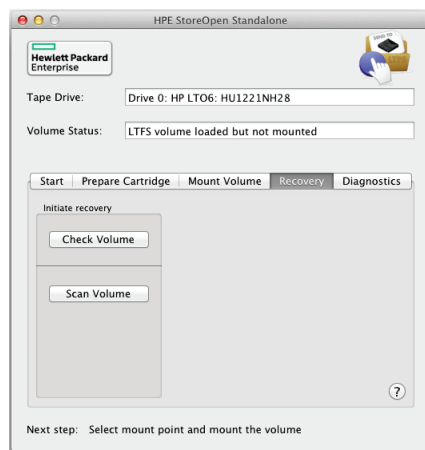 HPE StoreOpen Standalone
Hewlett Packard
Enterprise
SEND TO
Tape Drive: Drive 0: HP LTO6: HU1221NH28
Volume Status: LTFS volume loaded but not mounted
Start Prepare Cartridge Mount Volume Recovery Diagnostics
Initiate recovery
Check Volume
Scan Volume
?
Next step: Select mount point and mount the volume